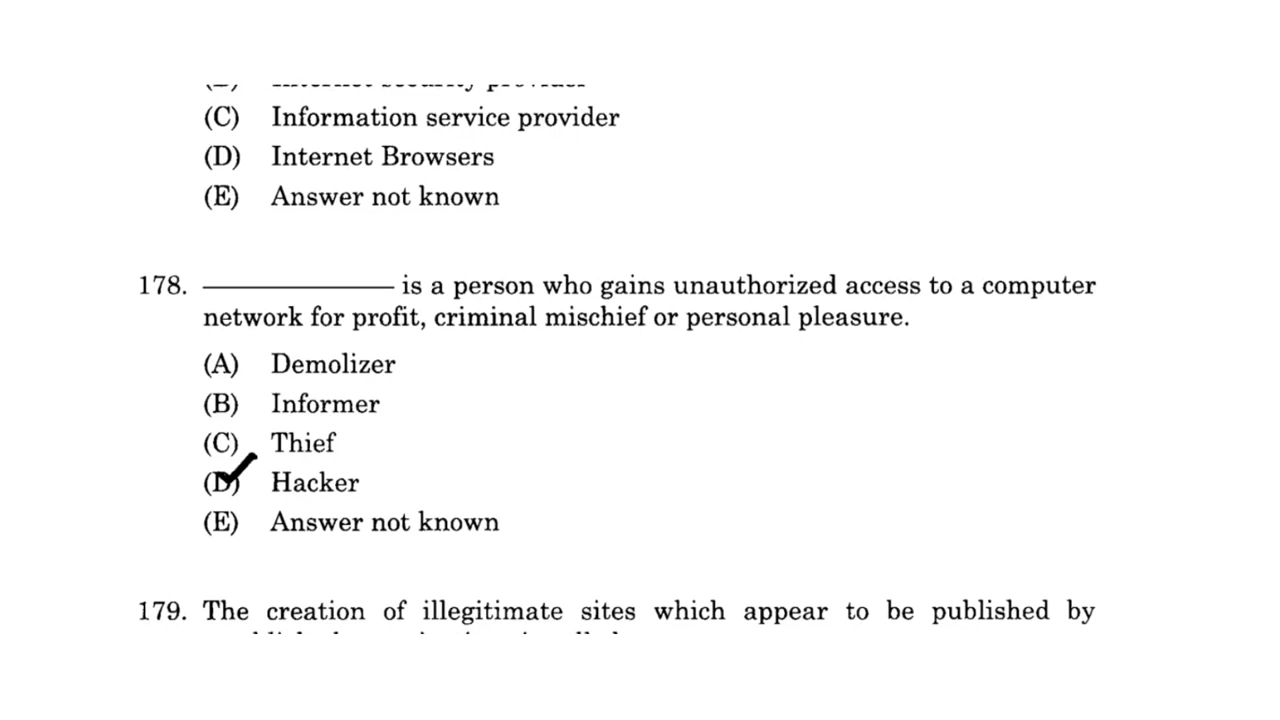 (C) Information service provider
(D) Internet Browsers
(E) Answer not known
178. ______________ is a person who gains unauthorized access to a computer
network for profit, criminal mischief or personal pleasure.
(A) Demolizer
(B) Informer
(C) Thief
(D) Hacker
(E) Answer not known
179. The creation of illegitimate sites which appear to be published by